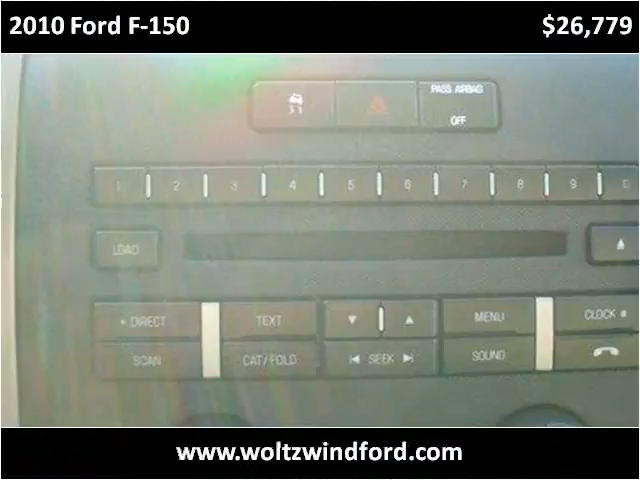 2010 Ford F-150 $26,779
PASS AIRBAG
OFF
1 2 3 4 5 6 7 8 9 0
LOAD
DIRECT TEXT MENU CLOCK
SCAN CAT/FOLD SEEK SOUND
www.woltzwindford.com